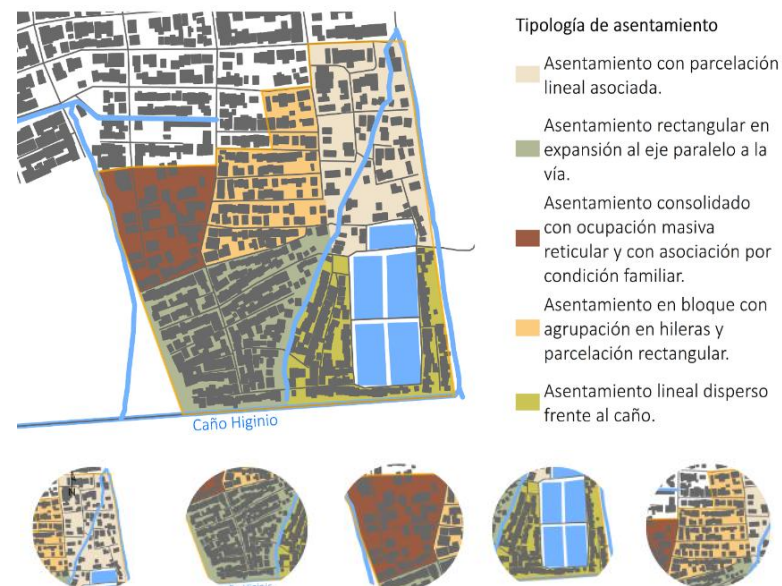 Tipología de asentamiento
Asentamiento con parcelación
lineal asociada.
Asentamiento rectangular en
expansión al eje paralelo a la
vía.
Asentamiento consolidado
con ocupación masiva
reticular y con asociación por
condición familiar.
Asentamiento en bloque con
agrupación en hileras y
parcelación rectangular.
Asentamiento lineal disperso
frente al caño.
Caño Higinio
N